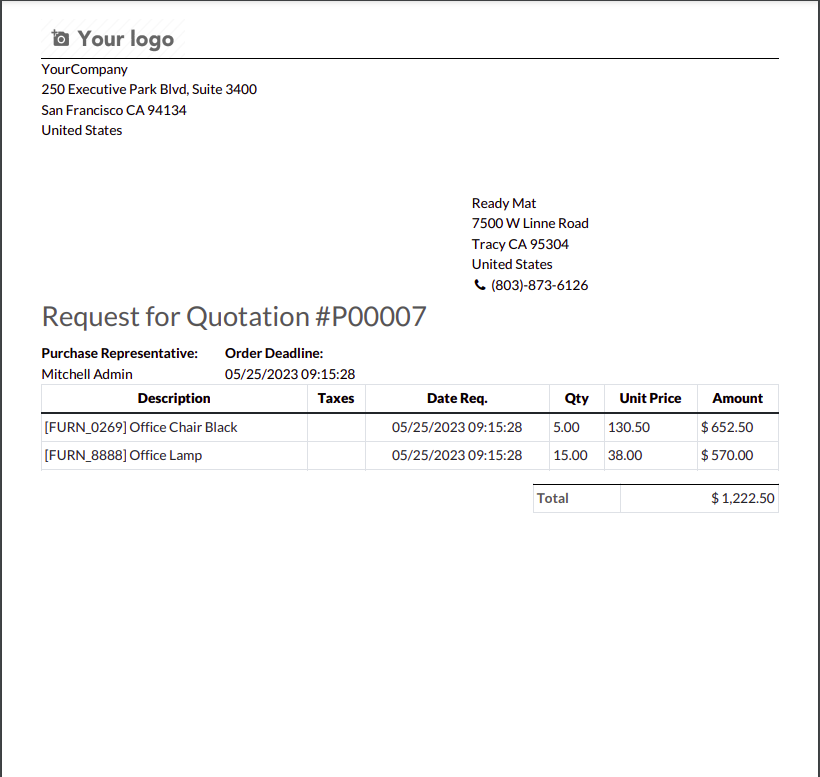 Your logo
YourCompany
250 Executive Park Blvd, Suite 3400
San Francisco CA 94134
United States
Ready Mat
7500 W Linne Road
Tracy CA 95304
United States
(803)-873-6126
Request for Quotation #P00007
Purchase Representative: Order Deadline:
Mitchell Admin 05/25/2023 09:15:28
Description Taxes Date Req. Qty Unit Price Amount
[FURN_0269] Office Chair Black 05/25/2023 09:15:28 5.00 130.50 $ 652.50
[FURN_8888] Office Lamp 05/25/2023 09:15:28 15.00 38.00 $ 570.00
Total $ 1,222.50